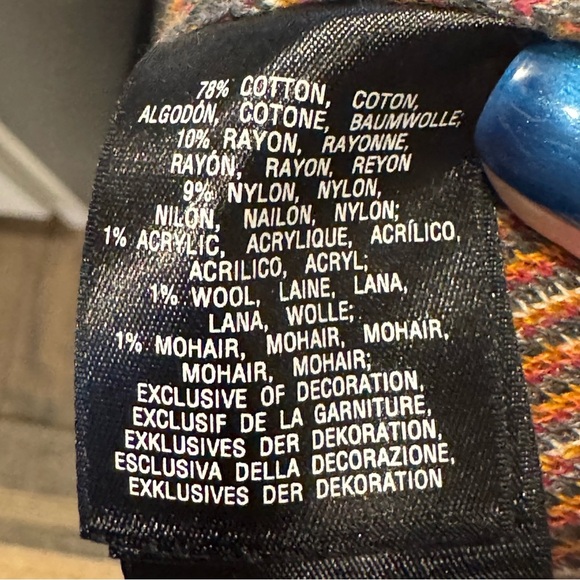 78% COTTON, COTON,
ALGODÓN, COTONE, BAUMWOLLE;
10% RAYON, RAYONNE,
RAYÓN, RAYON, REYON
9% NYLON, NYLON,
NILÓN, NAILON, NYLON;
1% ACRYLIC, ACRYLIQUE, ACRÍLICO,
ACRILICO, ACRYL;
1% WOOL, LAINE, LANA,
LANA, WOLLE;
1% MOHAIR, MOHAIR, MOHAIR,
MOHAIR, MOHAIR;
EXCLUSIVE OF DECORATION,
EXCLUSIF DE LA GARNITURE,
EXKLUSIVES DER DEKORATION,
ESCLUSIVA DELLA DECORAZIONE,
EXKLUSIVES DER DEKORATION